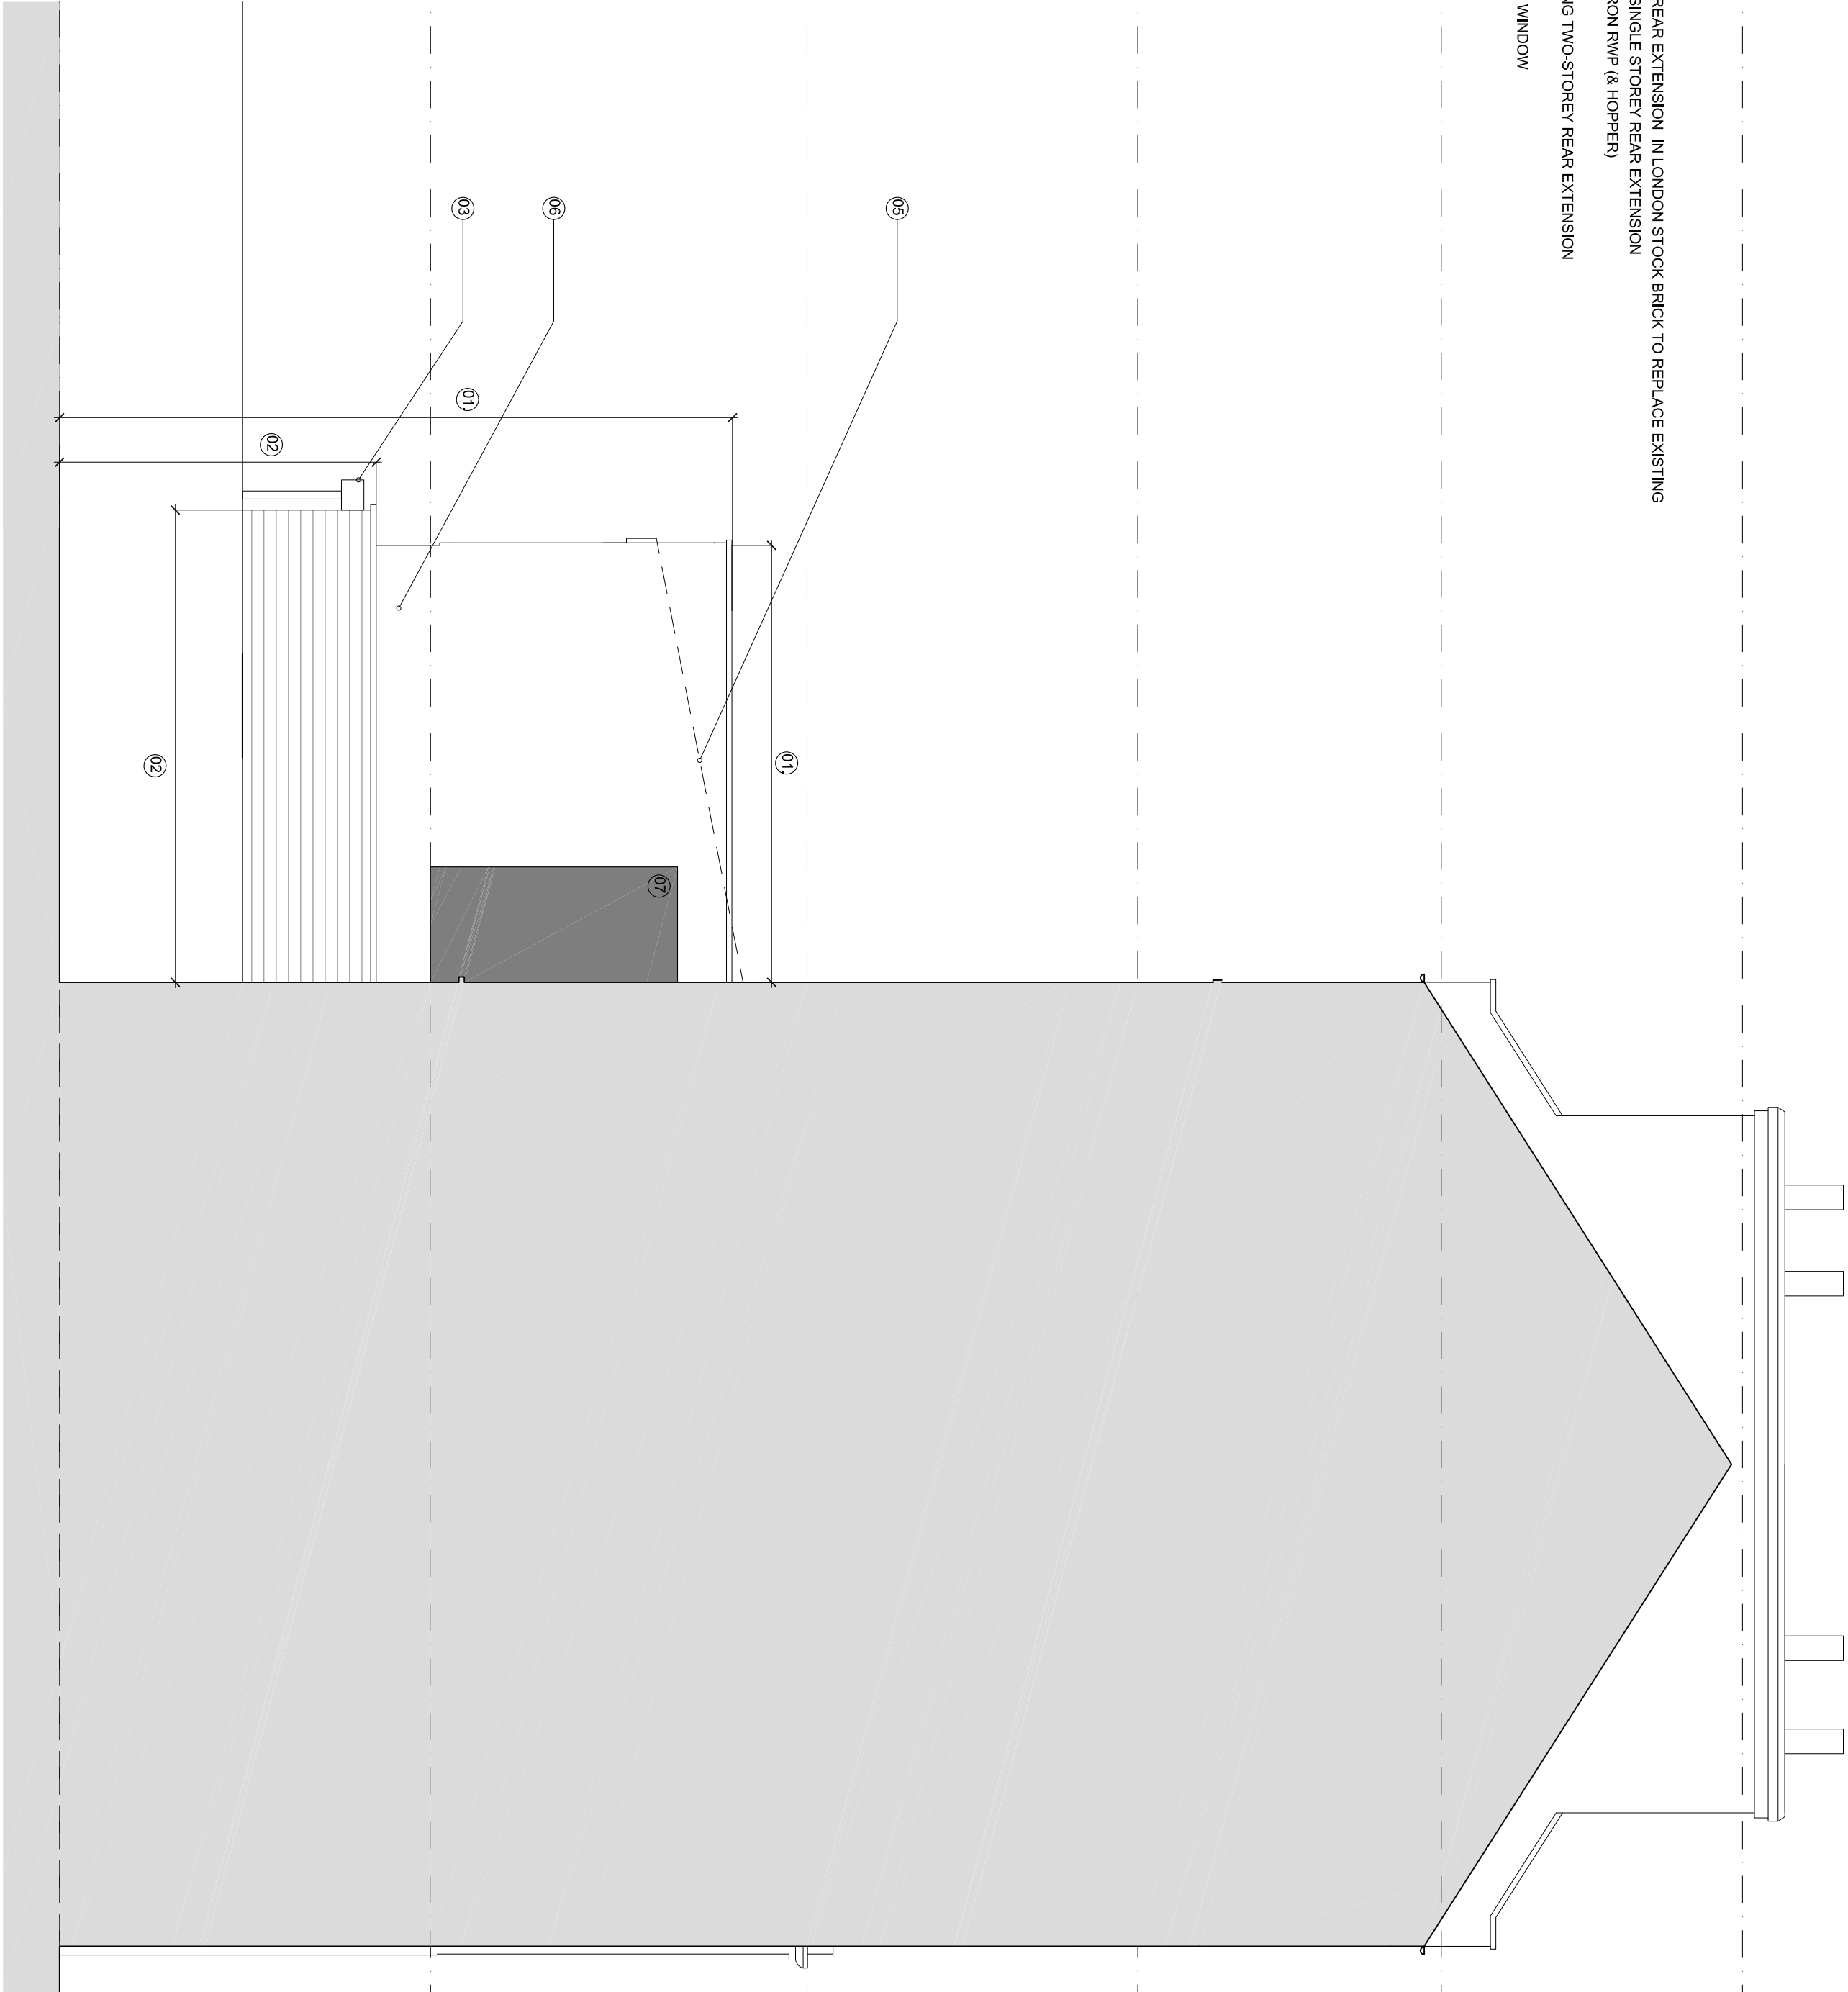 REAR EXTENSION IN LONDON STOCK BRICK TO REPLACE EXISTING
SINGLE STOREY REAR EXTENSION
RON RWP (& HOPPER)
NG TWO-STOREY REAR EXTENSION
WINDOW
05
01.
07
06
03
01.
02
02